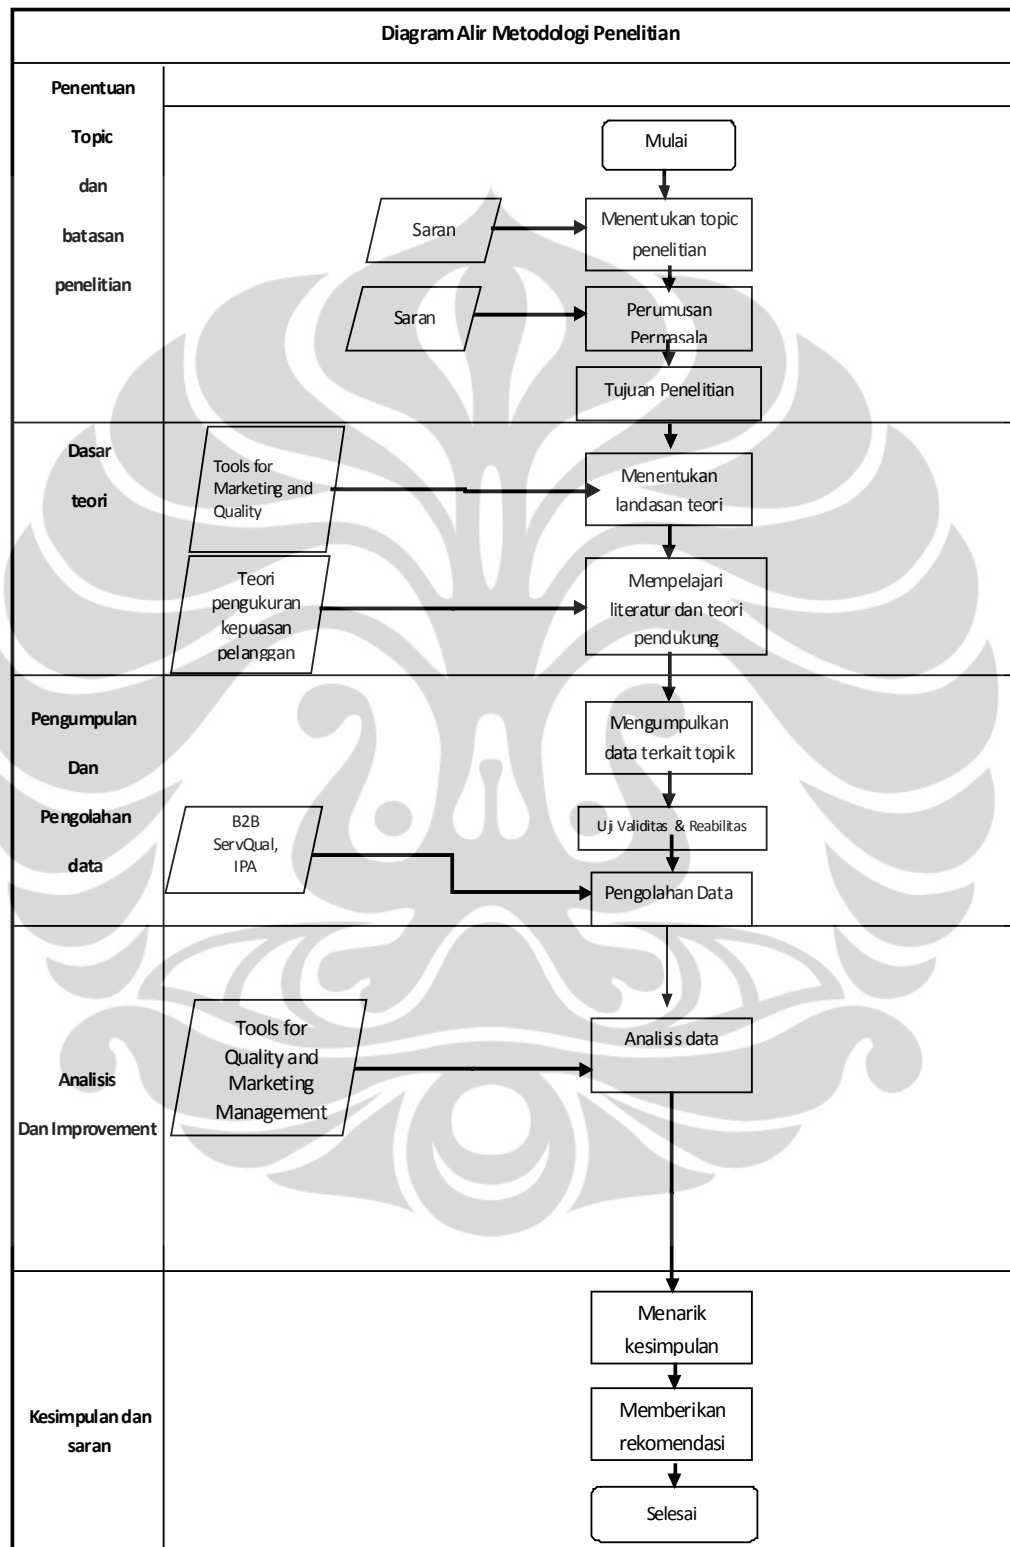 Diagram Alir Metodologi Penelitian
Penentuan
Topic
dan
batasan
penelitian
Mulai
Saran
Menentukan topic
penelitian
Saran
Perumusan
Permasala
Tujuan Penelitian
Dasar
teori
Tools for
Marketing and
Quality
Menentukan
landasan teori
Teori
pengukuran
kepuasan
pelanggan
Mempelajari
literatur dan teori
pendukung
Pengumpulan
Dan
Pengolahan
data
Mengumpulkan
data terkait topik
Uji Validitas & Reabilitas
B2B
ServQual,
IPA
Pengolahan Data
Analisis
Dan Improvement
Tools for
Quality and
Marketing
Management
Analisis data
Kesimpulan dan
saran
Menarik
kesimpulan
Memberikan
rekomendasi
Selesai